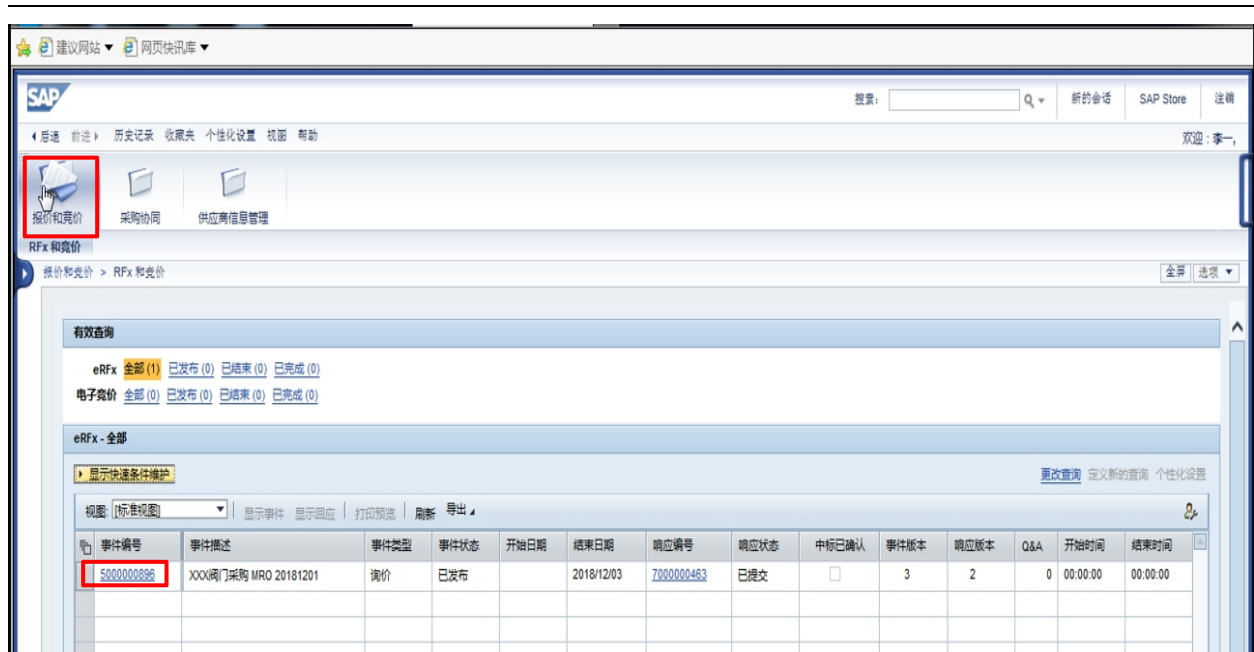 建议网站 ▼ 网页快讯库 ▼
SAP
搜索: 新的会话 SAP Store 注销
后退 前进 历史记录 收藏夹 个性化设置 视图 帮助 欢迎:李一,
报价和竞价 采购协同 供应商信息管理
RFx 和竞价
报价和竞价 > RFx 和竞价 全屏 选项
有效查询
eRFx 全部 (1) 已发布 (0) 已结束 (0) 已完成 (0)
电子竞价 全部 (0) 已发布 (0) 已结束 (0) 已完成 (0)
eRFx - 全部
显示快速条件维护 更改查询 定义新的查询 个性化设置
视图: [标准视图] 显示事件 显示回应 打印预览 刷新 导出
事件编号 事件描述 事件类型 事件状态 开始日期 结束日期 响应编号 响应状态 中标已确认 事件版本 响应版本 Q&A 开始时间 结束时间
5000000896 XXX阀门采购 MRO 20181201 询价 已发布 2018/12/03 7000000463 已提交 3 2 0 00:00:00 00:00:00